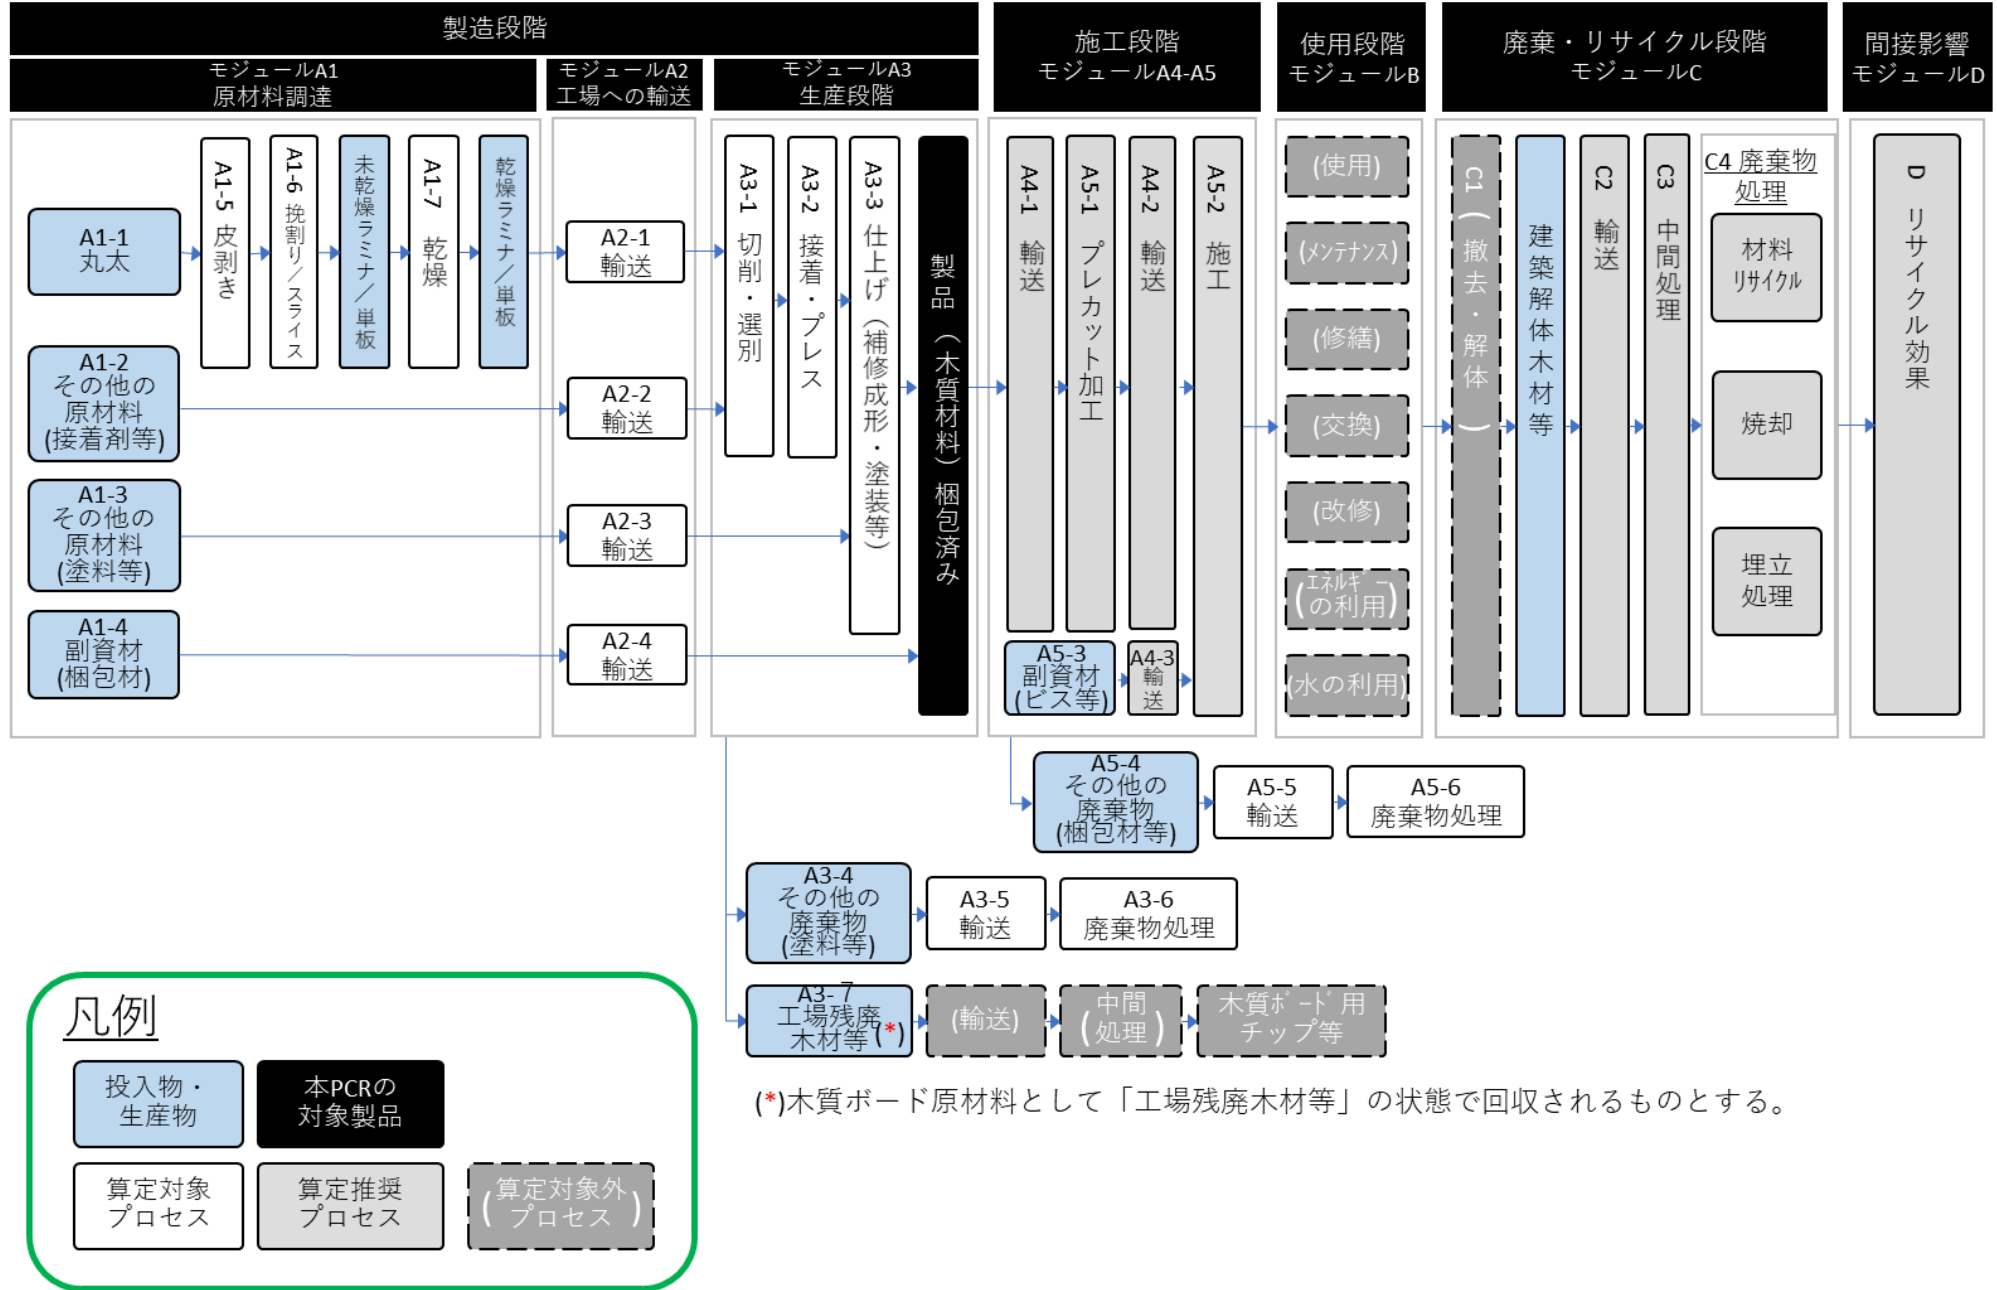 製造段階
モジュールA1
原材料調達
モジュールA2
工場への輸送
モジュールA3
生産段階
施工段階
モジュールA4-A5
使用段階
モジュールB
廃棄・リサイクル段階
モジュールC
間接影響
モジュールD
A1-1
丸太
A1-2
その他の
原材料
(接着剤等)
A1-3
その他の
原材料
(塗料等)
A1-4
副資材
(梱包材)
A1-5 皮剥き
A1-6 挽割り/スライス
未乾燥ラミナ/単板
A1-7 乾燥
乾燥ラミナ/単板
A2-1
輸送
A2-2
輸送
A2-3
輸送
A2-4
輸送
A3-1 切削・選別
A3-2 接着・プレス
A3-3 仕上げ(補修成形・塗装等)
製品 (木質材料) 梱包済み
A4-1 輸送
A5-1 プレカット加工
A4-2 輸送
A5-2 施工
A5-3
副資材
(ビス等)
A4-3
輸
送
(使用)
(メンテナンス)
(修繕)
(交換)
(改修)
(エネルギーの利用)
(水の利用)
C1 (撤去・解体)
建築解体木材等
C2 輸送
C3 中間処理
C4 廃棄物
処理
材料
リサイクル
焼却
埋立
処理
D リサイクル効果
A5-4
その他の
廃棄物
(梱包材等)
A5-5
輸送
A5-6
廃棄物処理
A3-4
その他の
廃棄物
(塗料等)
A3-5
輸送
A3-6
廃棄物処理
A3-7
工場残廃
木材等(*)
(輸送)
(中間
処理)
木質ボード用
チップ等
(*)木質ボード原材料として「工場残廃木材等」の状態で回収されるものとする。
凡例
投入物・
生産物
本PCRの
対象製品
算定対象
プロセス
算定推奨
プロセス
(算定対象外
プロセス)